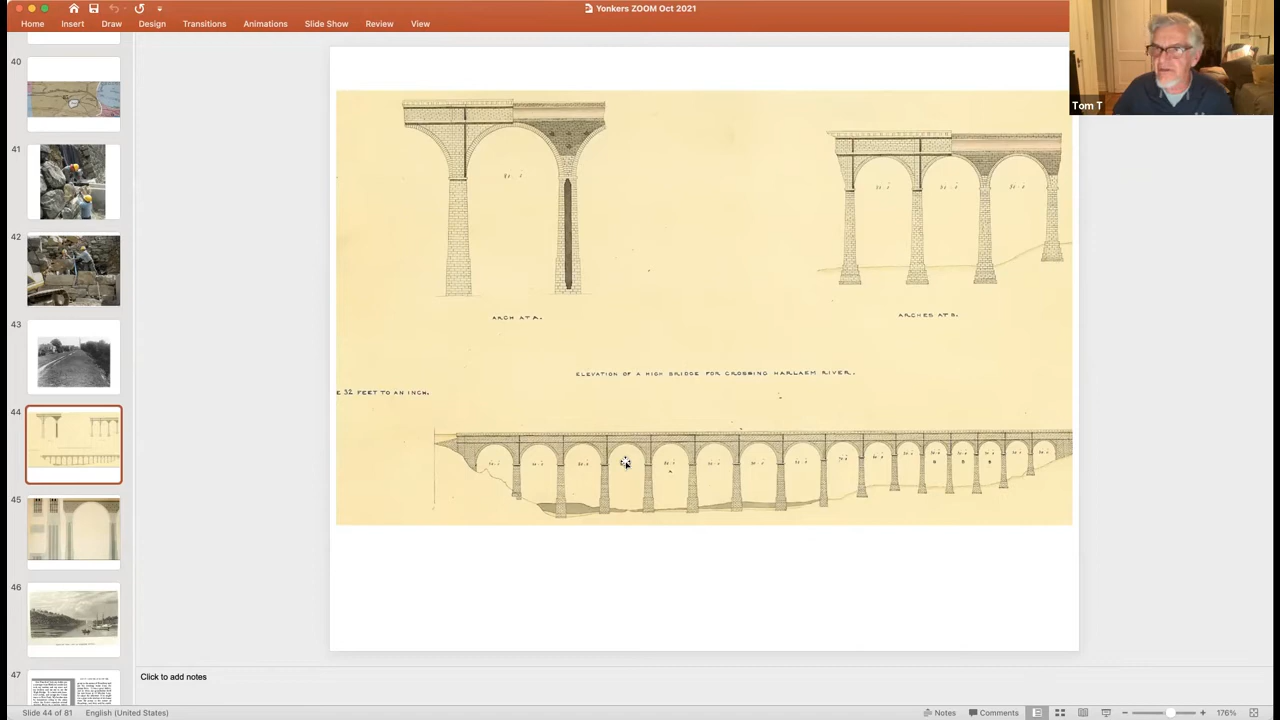 Yonkers ZOOM Oct 2021
Home Insert Draw Design Transitions Animations Slide Show Review View
Tom T
40
41
42
43
44
45
46
47
ARCH AT A.
ARCHES AT B.
ELEVATION OF A HIGH BRIDGE FOR CROSSING HARLAEM RIVER.
E 32 FEET TO AN INCH.
Click to add notes
Slide 44 of 81 English (United States) Notes Comments 176%